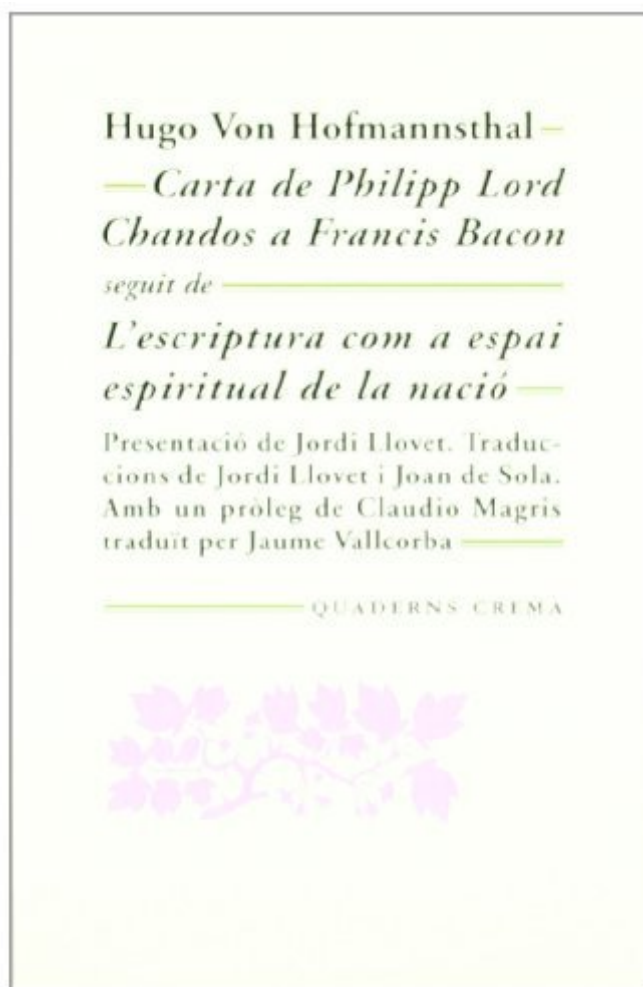 Hugo Von Hofmannsthal
Carta de Philipp Lord
Chandos a Francis Bacon
seguit de
L'escriptura com a espai
espiritual de la nació
Presentació de Jordi Llovet. Traduc-
cions de Jordi Llovet i Joan de Sola.
Amb un pròleg de Claudio Magris
traduït per Jaume Vallcorba
QUADERNS CREMA